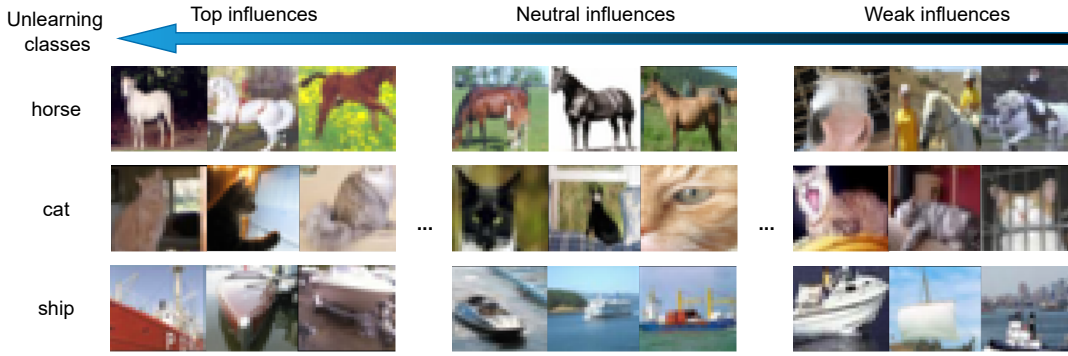 Unlearning
classes
Top influences
Neutral influences
Weak influences
horse
cat
...
...
ship